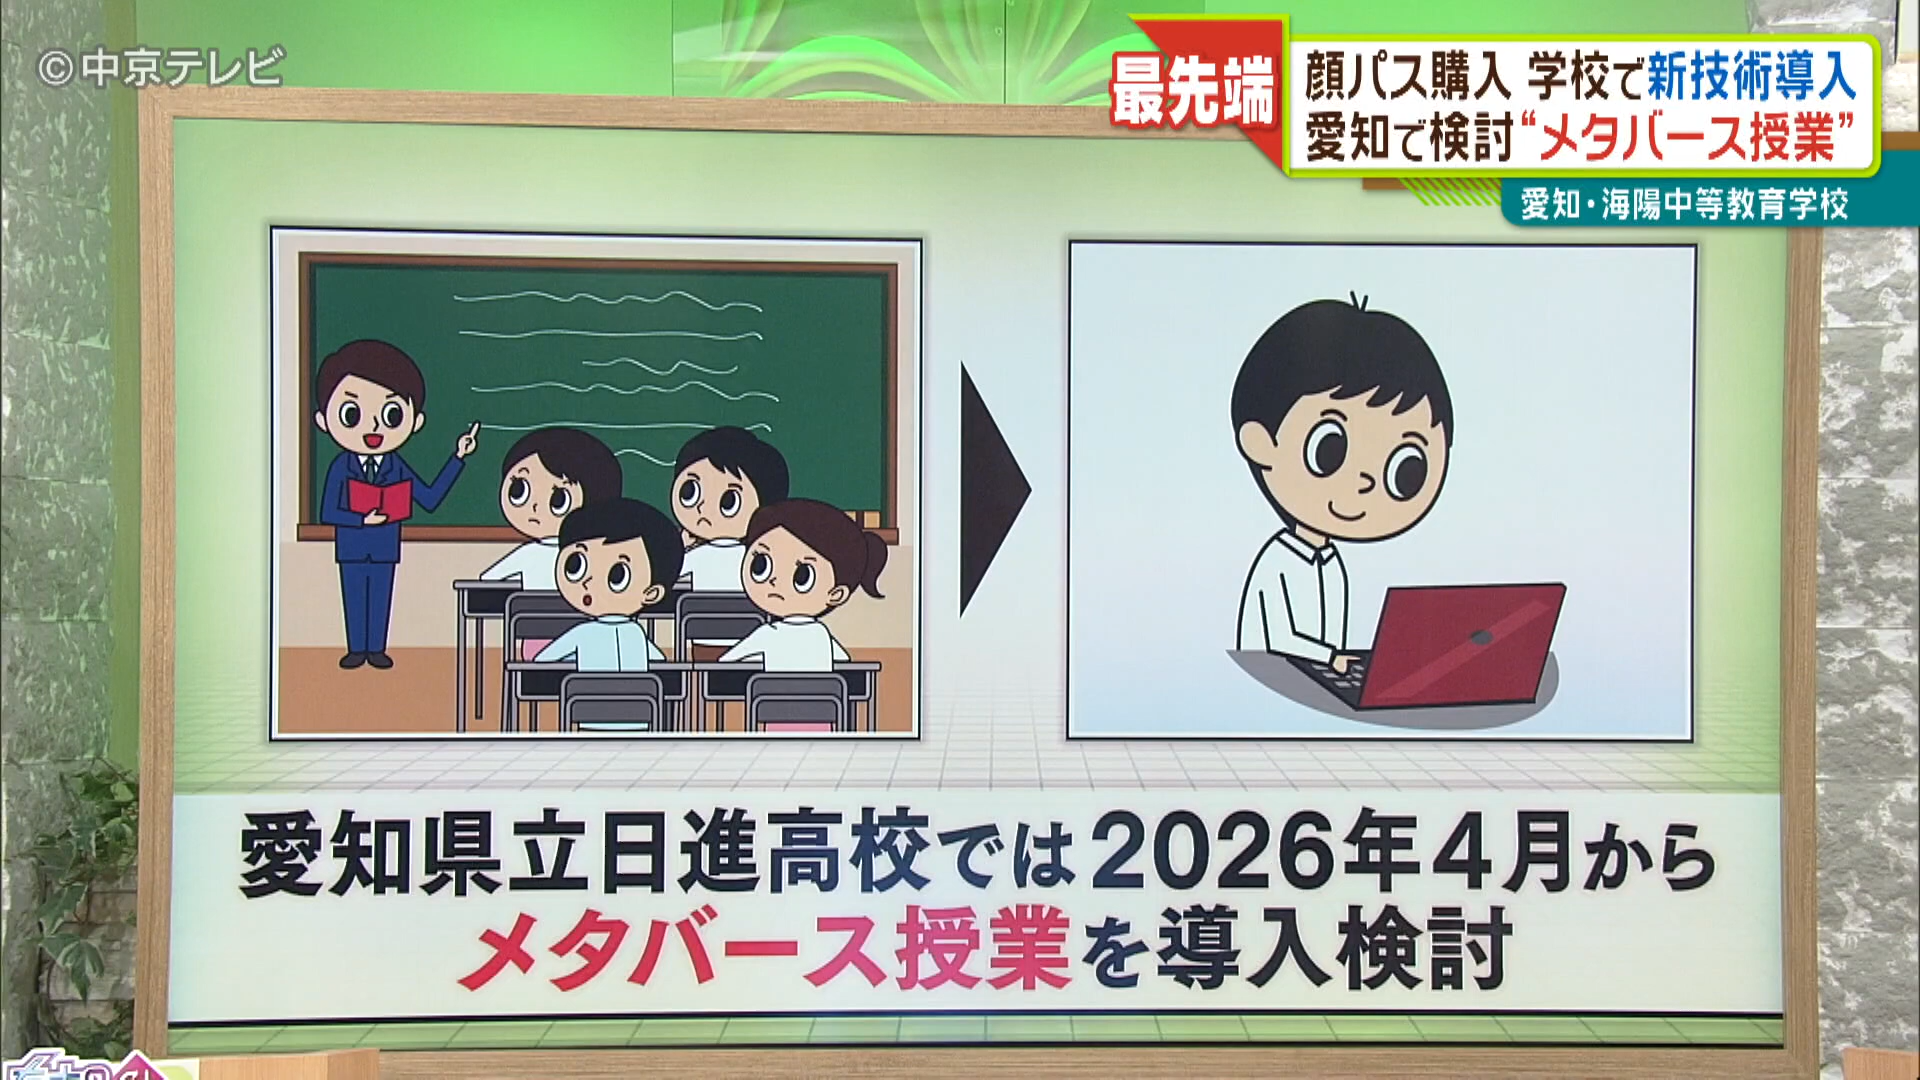 ©中京テレビ
最先端
顔パス購入 学校で新技術導入
愛知で検討“メタバース授業”
愛知・海陽中等教育学校
愛知県立日進高校では2026年4月から
メタバース授業を導入検討